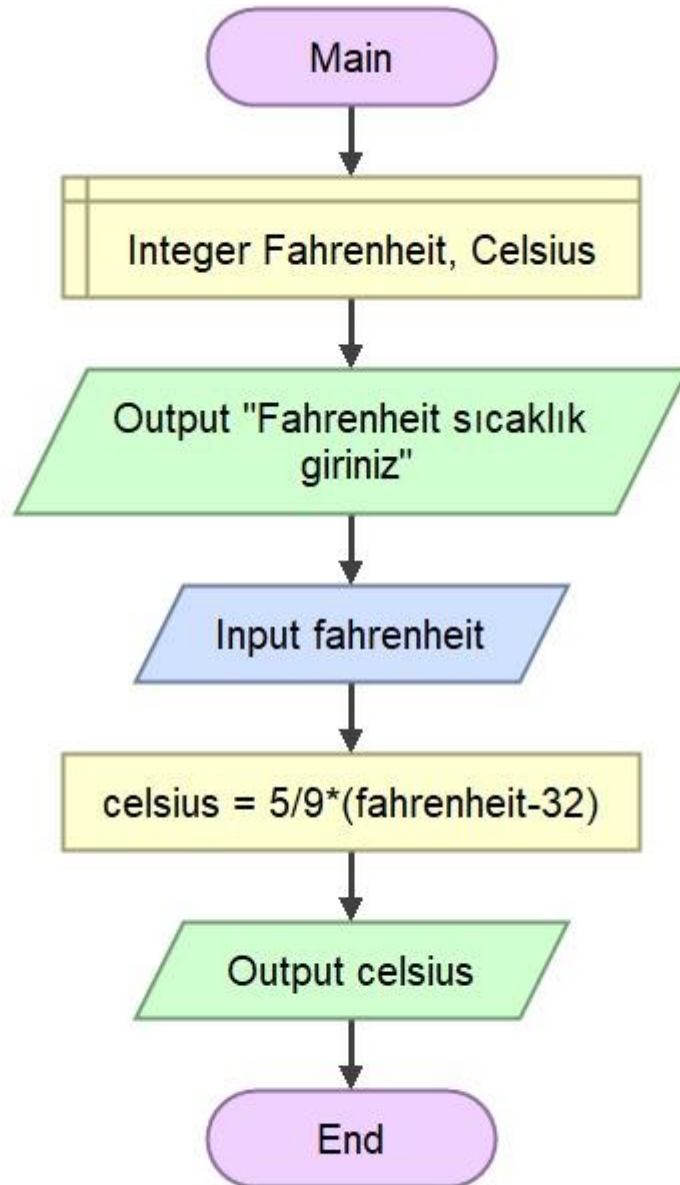 Main
Integer Fahrenheit, Celsius
Output "Fahrenheit sıcaklık
giriniz"
Input fahrenheit
celsius = 5/9*(fahrenheit-32)
Output celsius
End